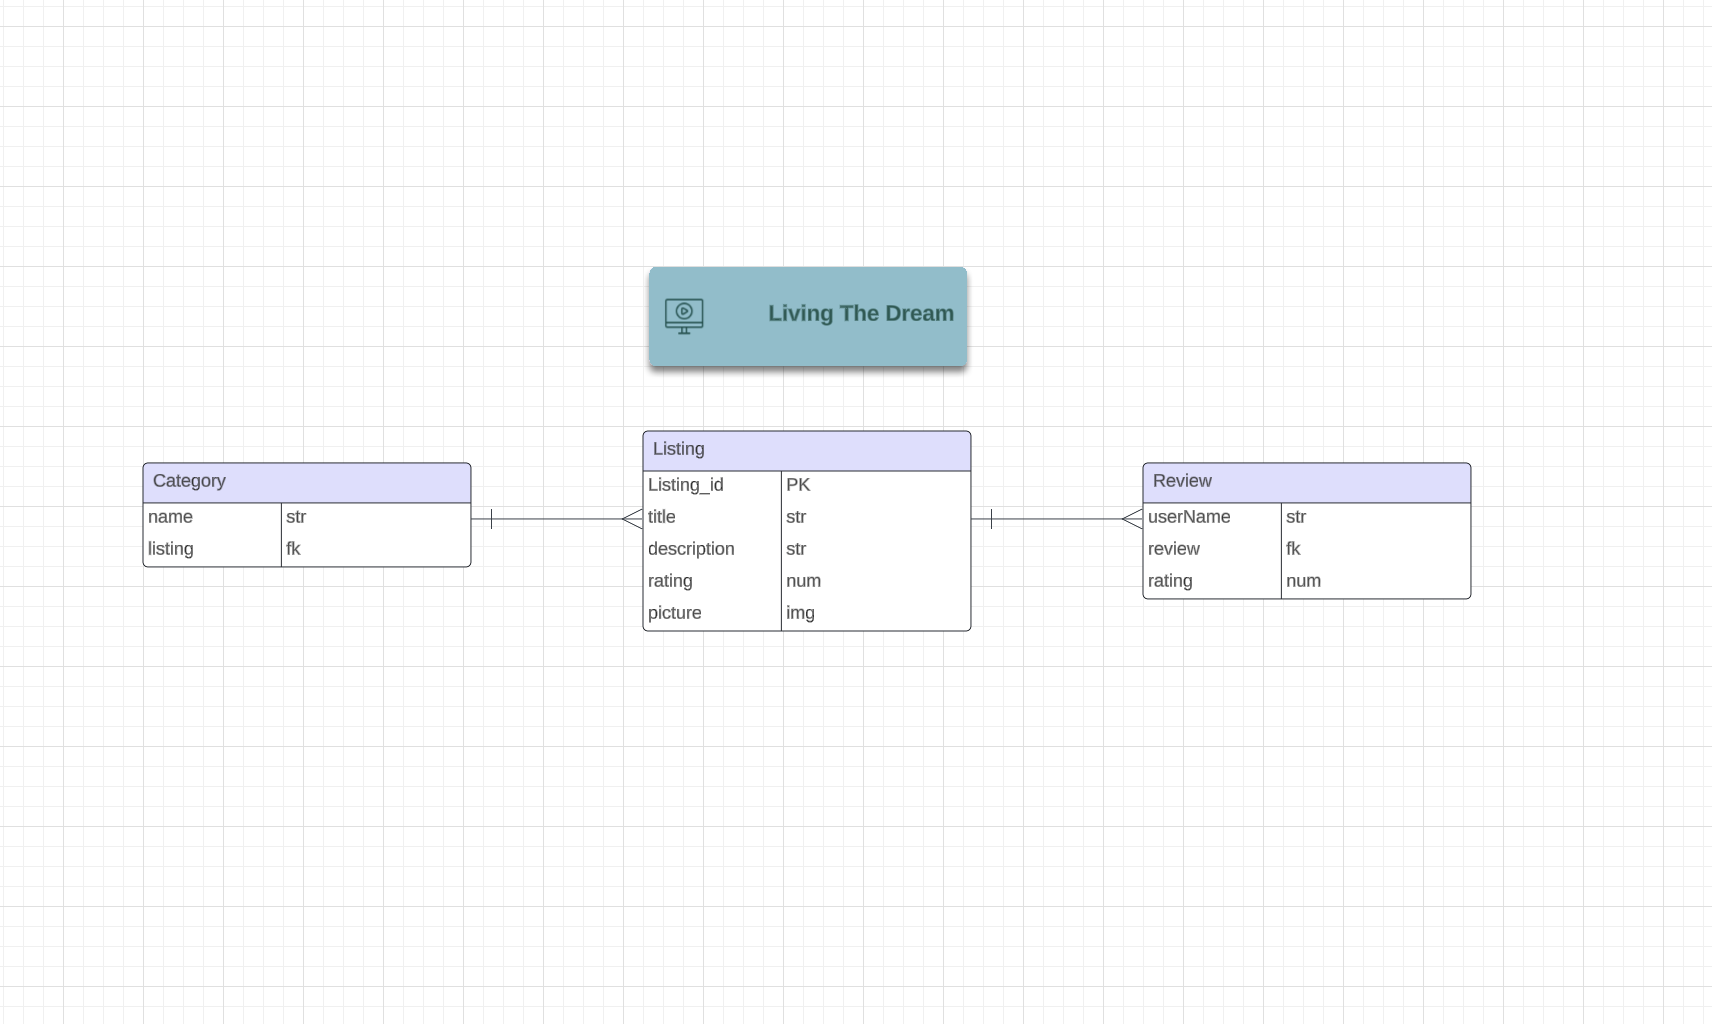 Living The Dream
Category
name str
listing fk
Listing
Listing_id PK
title str
description str
rating num
picture img
Review
userName str
review fk
rating num